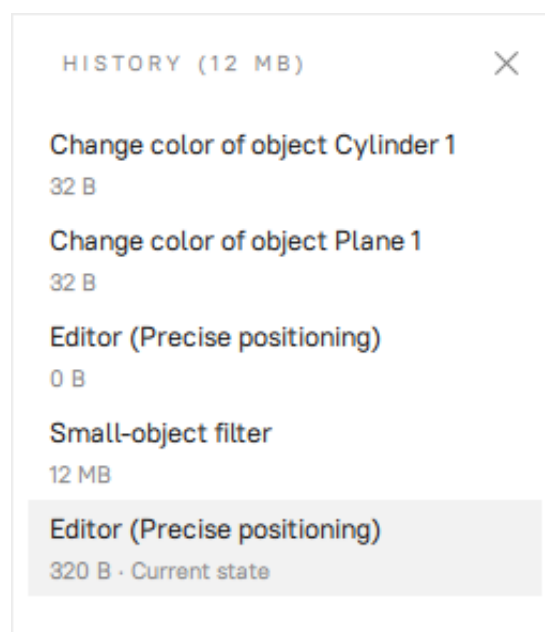 HISTORY (12 MB)
Change color of object Cylinder 1
32 B
Change color of object Plane 1
32 B
Editor (Precise positioning)
0 B
Small-object filter
12 MB
Editor (Precise positioning)
320 B · Current state